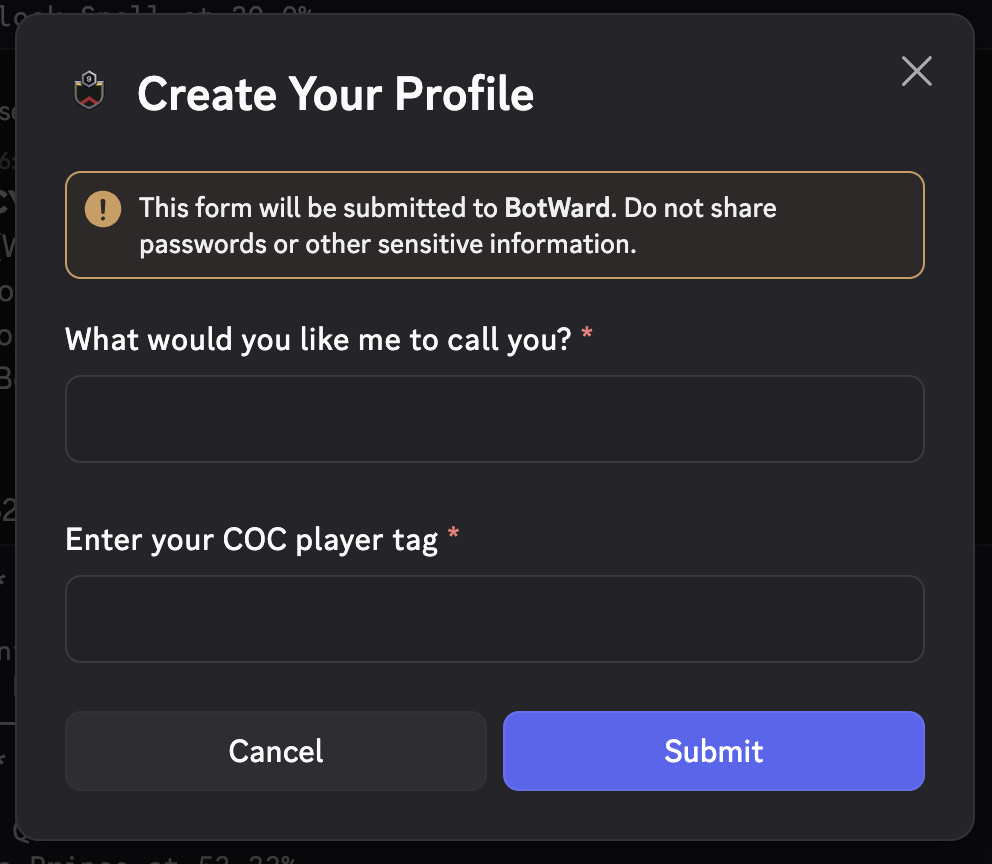 Create Your Profile
This form will be submitted to BotWard. Do not share
passwords or other sensitive information.
What would you like me to call you? *
Enter your COC player tag *
Cancel
Submit